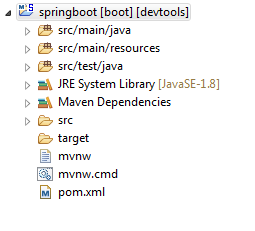 springboot [boot] [devtools]
src/main/java
src/main/resources
src/test/java
JRE System Library [JavaSE-1.8]
Maven Dependencies
src
target
mvnw
mvnw.cmd
pom.xml